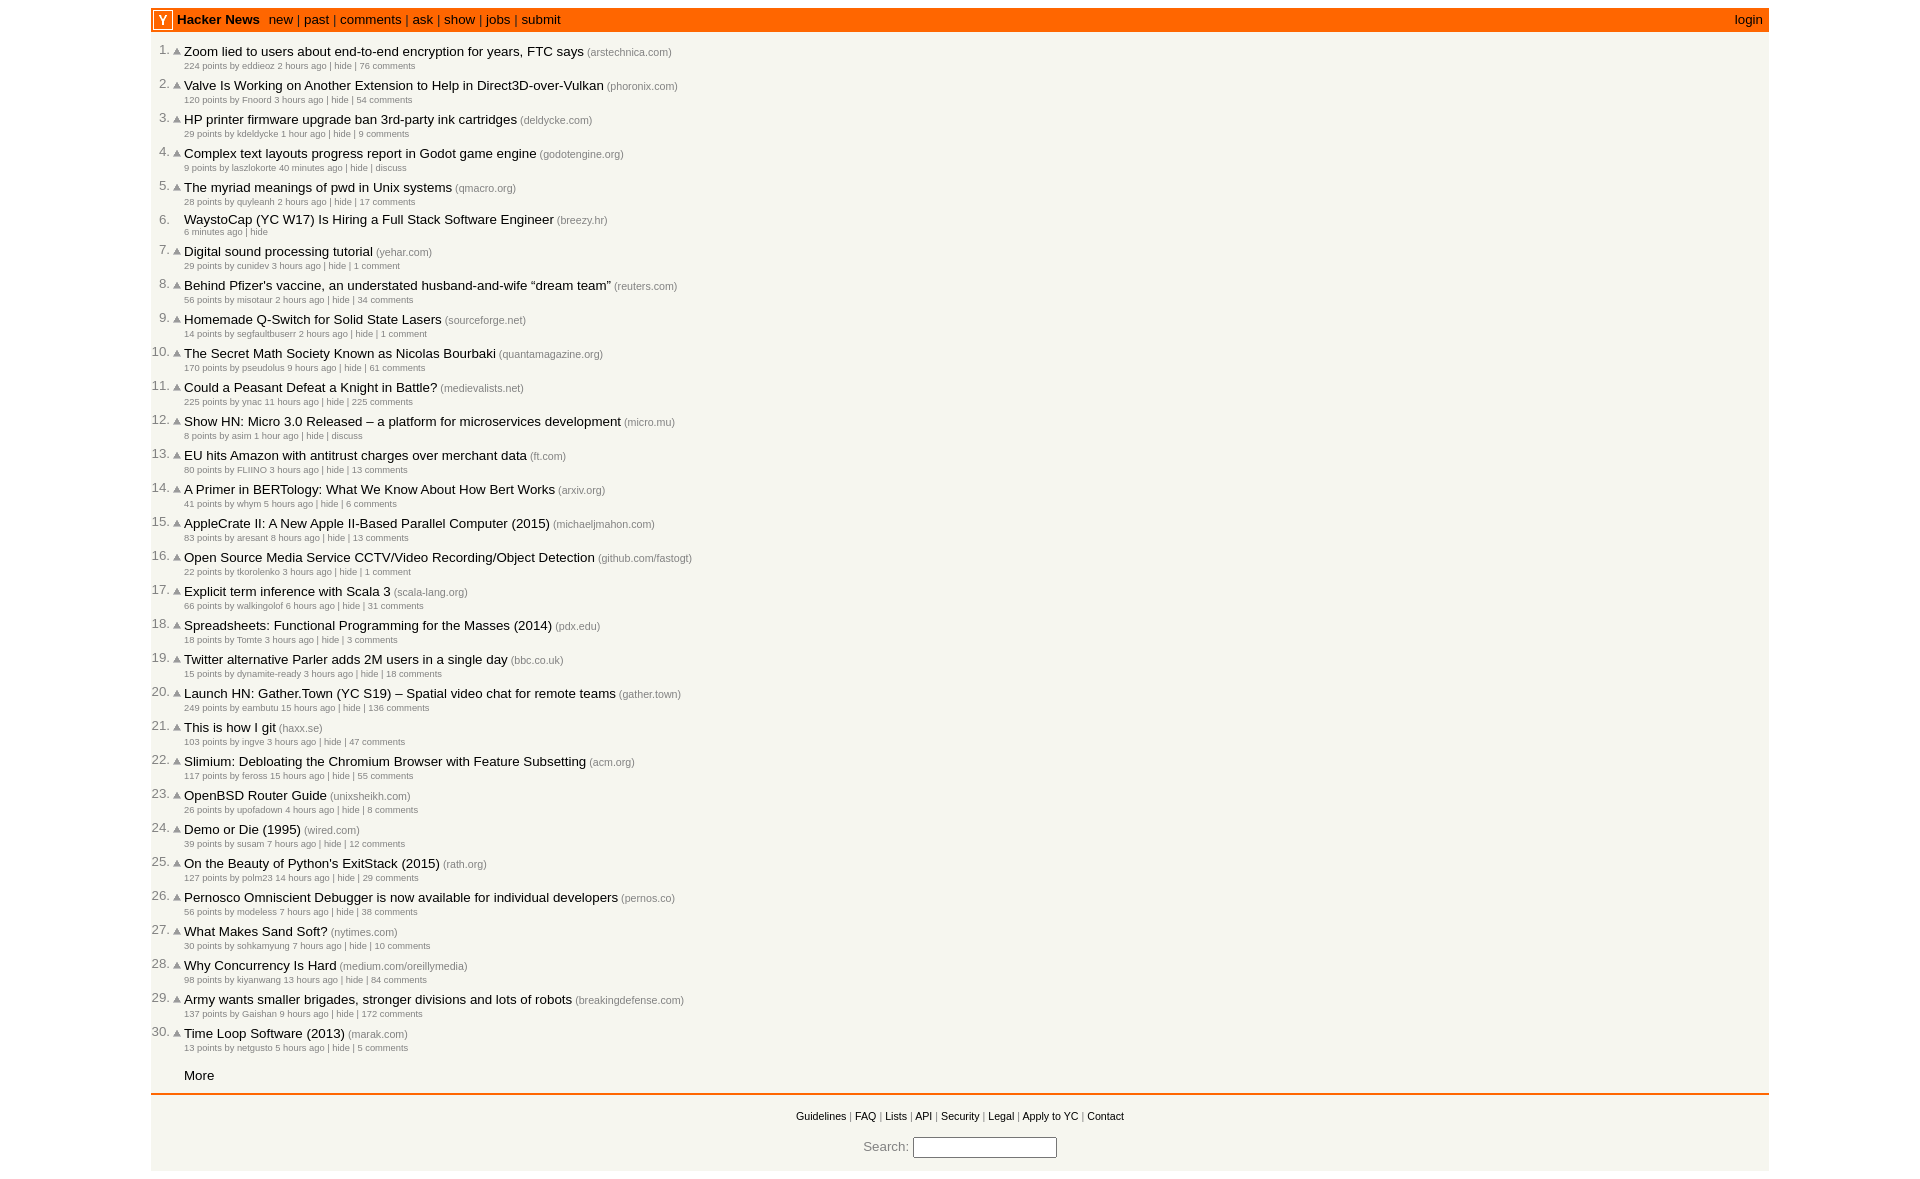 Y Hacker News new | past | comments | ask | show | jobs | submit login
1. Zoom lied to users about end-to-end encryption for years, FTC says (arstechnica.com)
224 points by eddieoz 2 hours ago | hide | 76 comments
2. Valve Is Working on Another Extension to Help in Direct3D-over-Vulkan (phoronix.com)
120 points by Fnoord 3 hours ago | hide | 54 comments
3. HP printer firmware upgrade ban 3rd-party ink cartridges (deldycke.com)
29 points by kdeldycke 1 hour ago | hide | 9 comments
4. Complex text layouts progress report in Godot game engine (godotengine.org)
9 points by laszlokorte 40 minutes ago | hide | discuss
5. The myriad meanings of pwd in Unix systems (qmacro.org)
28 points by quyleanh 2 hours ago | hide | 17 comments
6. WaystoCap (YC W17) Is Hiring a Full Stack Software Engineer (breezy.hr)
6 minutes ago | hide
7. Digital sound processing tutorial (yehar.com)
29 points by cunidev 3 hours ago | hide | 1 comment
8. Behind Pfizer's vaccine, an understated husband-and-wife “dream team” (reuters.com)
56 points by misotaur 2 hours ago | hide | 34 comments
9. Homemade Q-Switch for Solid State Lasers (sourceforge.net)
14 points by segfaultbuserr 2 hours ago | hide | 1 comment
10. The Secret Math Society Known as Nicolas Bourbaki (quantamagazine.org)
170 points by pseudolus 9 hours ago | hide | 61 comments
11. Could a Peasant Defeat a Knight in Battle? (medievalists.net)
225 points by ynac 11 hours ago | hide | 225 comments
12. Show HN: Micro 3.0 Released – a platform for microservices development (micro.mu)
8 points by asim 1 hour ago | hide | discuss
13. EU hits Amazon with antitrust charges over merchant data (ft.com)
80 points by FLIINO 3 hours ago | hide | 13 comments
14. A Primer in BERTology: What We Know About How Bert Works (arxiv.org)
41 points by whym 5 hours ago | hide | 6 comments
15. AppleCrate II: A New Apple II-Based Parallel Computer (2015) (michaeljmahon.com)
83 points by aresant 8 hours ago | hide | 13 comments
16. Open Source Media Service CCTV/Video Recording/Object Detection (github.com/fastogt)
22 points by tkorolenko 3 hours ago | hide | 1 comment
17. Explicit term inference with Scala 3 (scala-lang.org)
66 points by walkingolof 6 hours ago | hide | 31 comments
18. Spreadsheets: Functional Programming for the Masses (2014) (pdx.edu)
18 points by Tomte 3 hours ago | hide | 3 comments
19. Twitter alternative Parler adds 2M users in a single day (bbc.co.uk)
15 points by dynamite-ready 3 hours ago | hide | 18 comments
20. Launch HN: Gather.Town (YC S19) – Spatial video chat for remote teams (gather.town)
249 points by eambutu 15 hours ago | hide | 136 comments
21. This is how I git (haxx.se)
103 points by ingve 3 hours ago | hide | 47 comments
22. Slimium: Debloating the Chromium Browser with Feature Subsetting (acm.org)
117 points by feross 15 hours ago | hide | 55 comments
23. OpenBSD Router Guide (unixsheikh.com)
26 points by upofadown 4 hours ago | hide | 8 comments
24. Demo or Die (1995) (wired.com)
39 points by susam 7 hours ago | hide | 12 comments
25. On the Beauty of Python's ExitStack (2015) (rath.org)
127 points by polm23 14 hours ago | hide | 29 comments
26. Pernosco Omniscient Debugger is now available for individual developers (pernos.co)
56 points by modeless 7 hours ago | hide | 38 comments
27. What Makes Sand Soft? (nytimes.com)
30 points by sohkamyung 7 hours ago | hide | 10 comments
28. Why Concurrency Is Hard (medium.com/oreillymedia)
98 points by kiyanwang 13 hours ago | hide | 84 comments
29. Army wants smaller brigades, stronger divisions and lots of robots (breakingdefense.com)
137 points by Gaishan 9 hours ago | hide | 172 comments
30. Time Loop Software (2013) (marak.com)
13 points by netgusto 5 hours ago | hide | 5 comments
More
Guidelines | FAQ | Lists | API | Security | Legal | Apply to YC | Contact
Search: